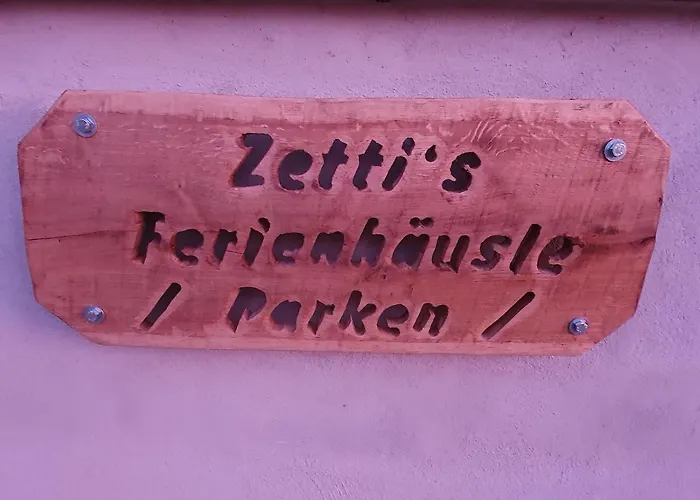 Zetti's
Ferienhäusle
/ Parken /